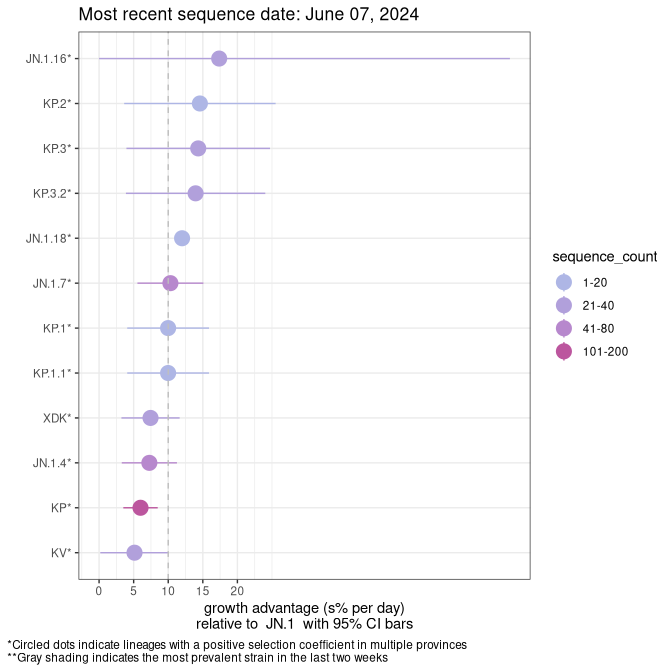 Most recent sequence date: June 07, 2024
JN.1.16*
KP.2*
KP.3*
KP.3.2*
JN.1.18*
JN.1.7*
KP.1*
KP.1.1*
XDK*
JN.1.4*
KP*
KV*
0 5 10 15 20
growth advantage (s% per day)
relative to JN.1 with 95% CI bars
sequence_count
1-20
21-40
41-80
101-200
*Circled dots indicate lineages with a positive selection coefficient in multiple provinces
**Gray shading indicates the most prevalent strain in the last two weeks